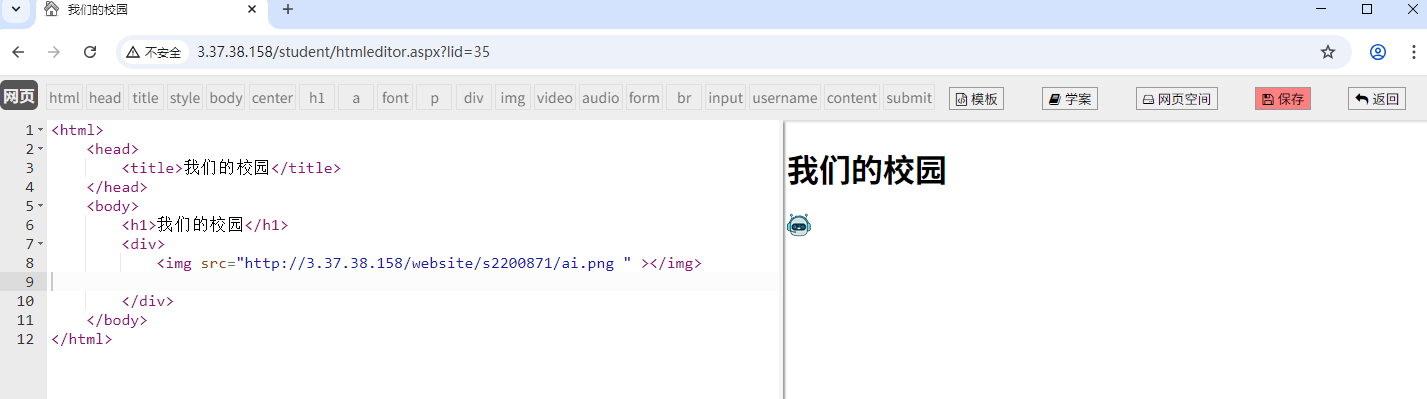 我们的校园
不安全 3.37.38.158/student/htmleditor.aspx?lid=35
网页 html head title style body center h1 a font p div img video audio form br input username content submit 模板 学案 网页空间 保存 返回
1 <html>
2 <head>
3 <title>我们的校园</title>
4 </head>
5 <body>
6 <h1>我们的校园</h1>
7 <div>
8 <img src="http://3.37.38.158/website/s2200871/ai.png " ></img>
9
10 </div>
11 </body>
12 </html>
我们的校园